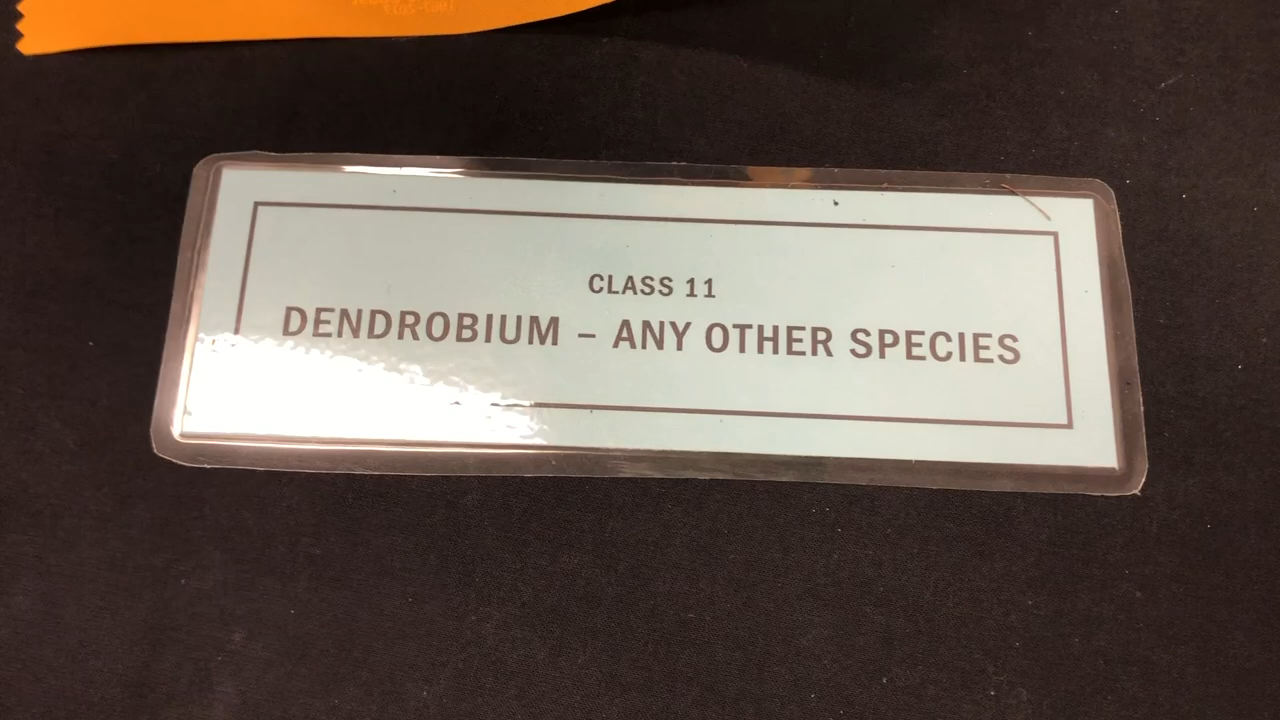 CLASS 11
DENDROBIUM – ANY OTHER SPECIES